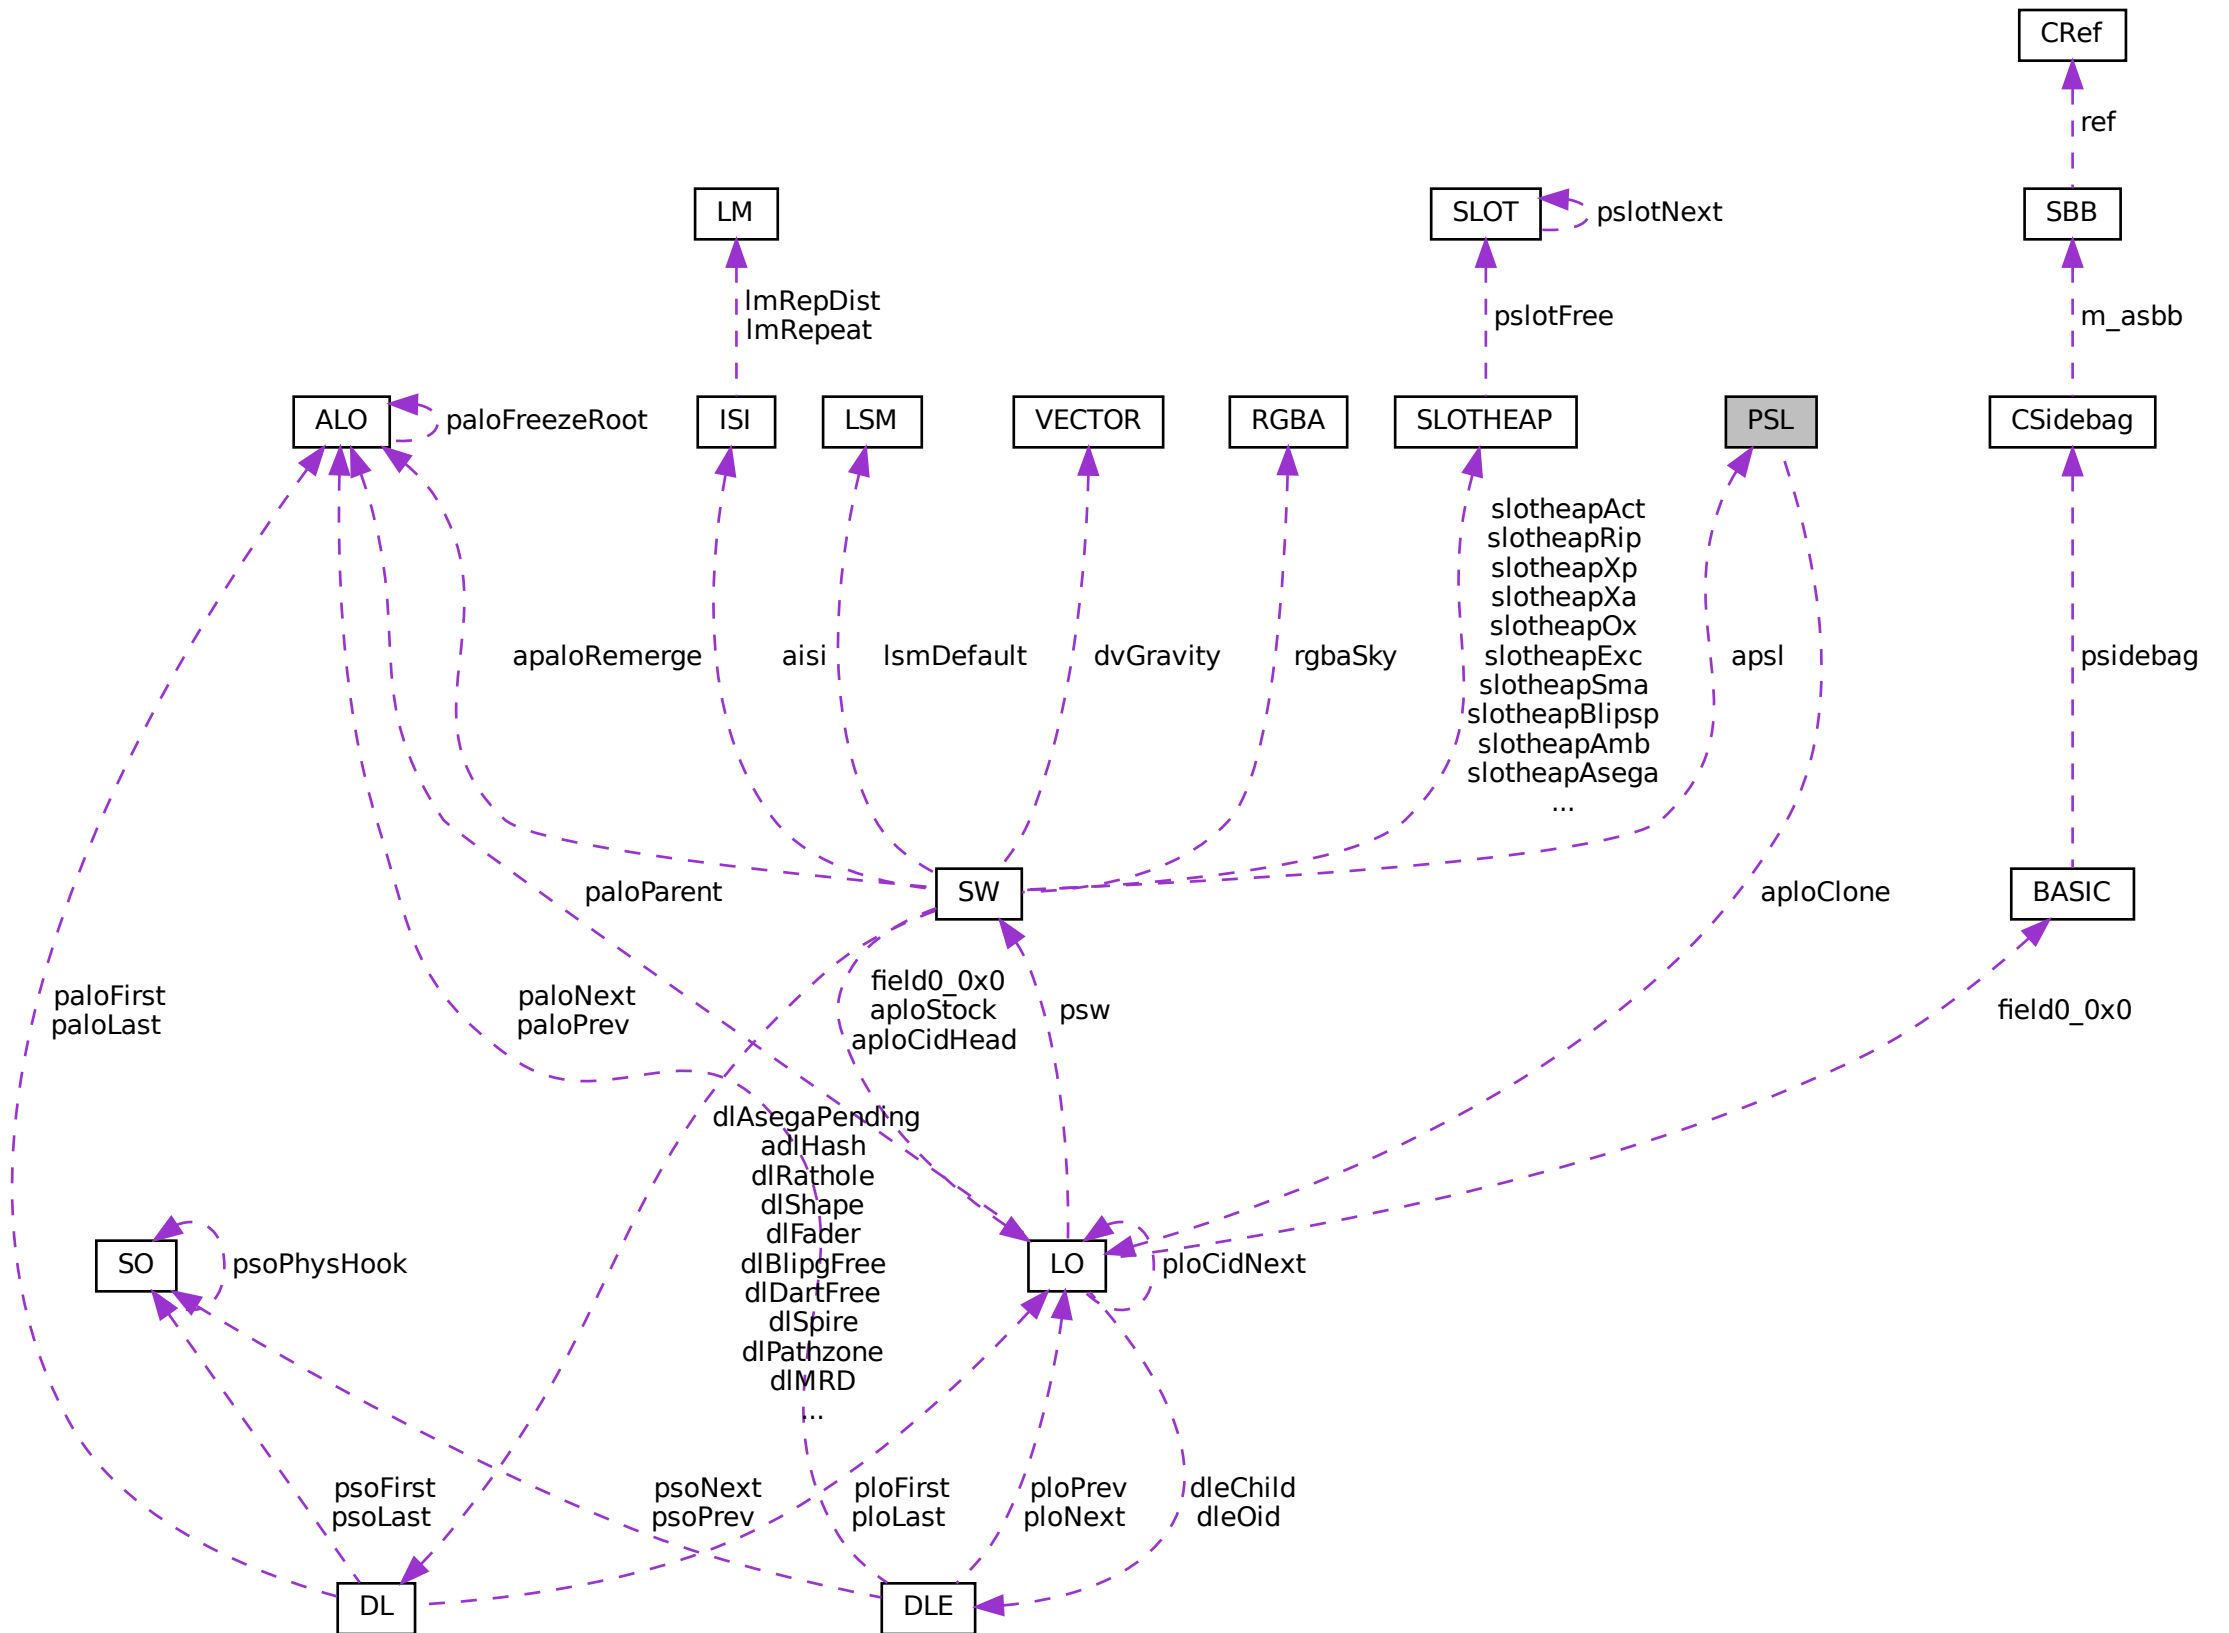 CRef
ref
LM
SLOT
pslotNext
SBB
lmRepDist
lmRepeat
pslotFree
m_asbb
ALO
paloFreezeRoot
ISI
LSM
VECTOR
RGBA
SLOTHEAP
PSL
CSidebag
slotheapAct
slotheapRip
slotheapXp
slotheapXa
slotheapOx
slotheapExc
slotheapSma
slotheapBlipsp
slotheapAmb
slotheapAsega
...
apaloRemerge
aisi
lsmDefault
dvGravity
rgbaSky
apsl
psidebag
paloParent
SW
aploClone
BASIC
paloFirst
paloLast
paloNext
paloPrev
field0_0x0
aploStock
aploCidHead
psw
field0_0x0
dlAsegaPending
adlHash
dlRathole
dlShape
dlFader
dlBlipgFree
dlDartFree
dlSpire
dlPathzone
dlMRD
...
SO
psoPhysHook
LO
ploCidNext
psoFirst
psoLast
psoNext
psoPrev
ploFirst
ploLast
ploPrev
ploNext
dleChild
dleOid
DL
DLE